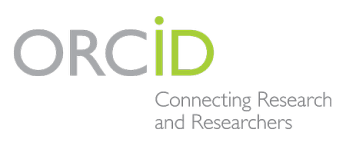 ORCiD
Connecting Research
and Researchers